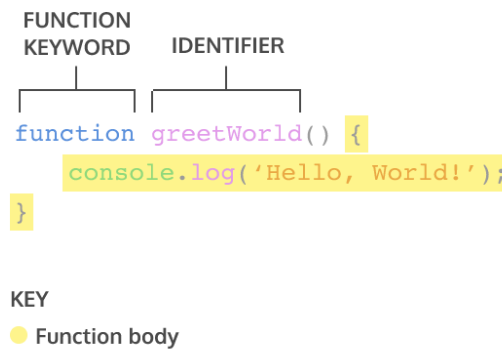 FUNCTION
KEYWORD
IDENTIFIER
function greetWorld() {
console.log(‘Hello, World!’);
}
KEY
Function body